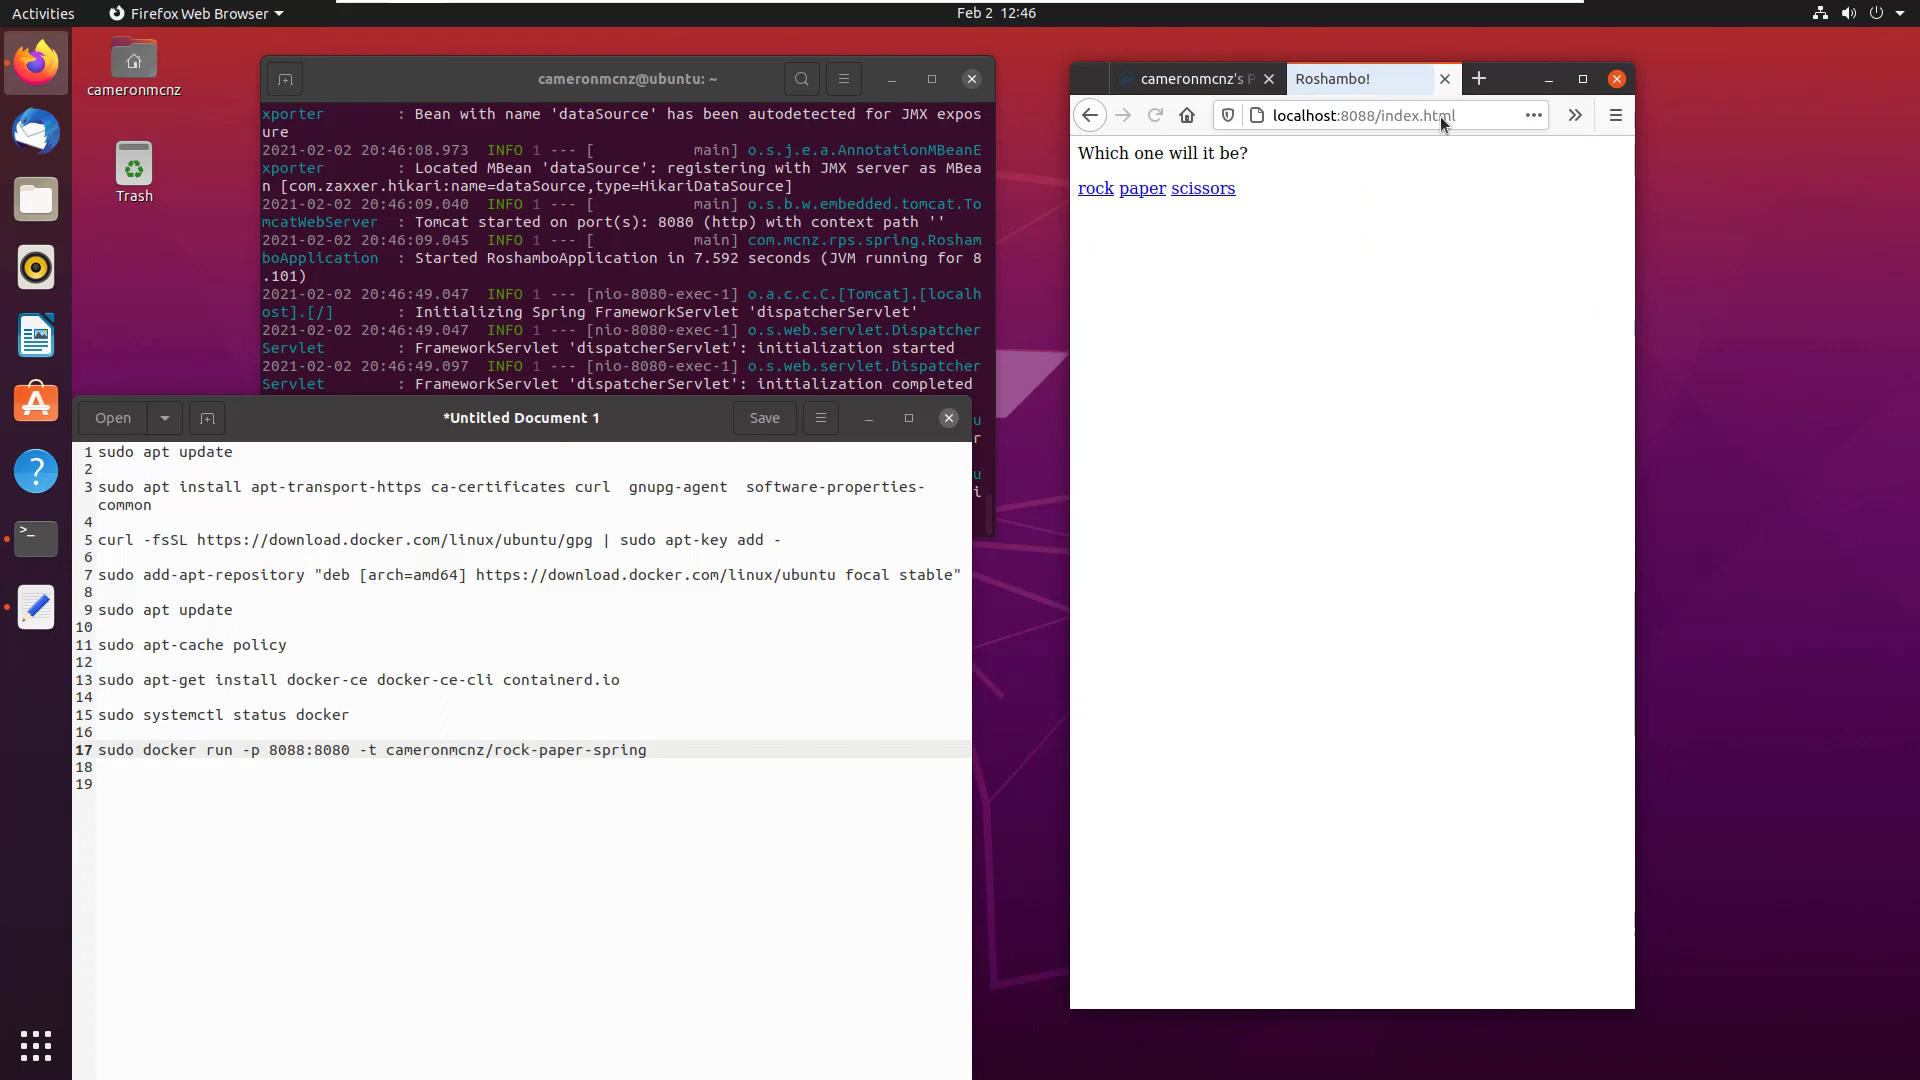 Activities
Firefox Web Browser
Feb 2 12:46
cameronmcnz
Trash
cameronmcnz@ubuntu: ~
xporter : Bean with name 'dataSource' has been autodetected for JMX expos
ure
2021-02-02 20:46:08.973 INFO 1 --- [ main] o.s.j.e.a.AnnotationMBeanE
xporter : Located MBean 'dataSource': registering with JMX server as MBea
n [com.zaxxer.hikari:name=dataSource,type=HikariDataSource]
2021-02-02 20:46:09.040 INFO 1 --- [ main] o.s.b.w.embedded.tomcat.To
mcatWebServer : Tomcat started on port(s): 8080 (http) with context path ''
2021-02-02 20:46:09.045 INFO 1 --- [ main] com.mcnz.rps.spring.Rosham
boApplication : Started RoshamboApplication in 7.592 seconds (JVM running for 8
.101)
2021-02-02 20:46:49.047 INFO 1 --- [nio-8080-exec-1] o.a.c.c.C.[Tomcat].[localh
ost].[/] : Initializing Spring FrameworkServlet 'dispatcherServlet'
2021-02-02 20:46:49.047 INFO 1 --- [nio-8080-exec-1] o.s.web.servlet.Dispatcher
Servlet : FrameworkServlet 'dispatcherServlet': initialization started
2021-02-02 20:46:49.097 INFO 1 --- [nio-8080-exec-1] o.s.web.servlet.Dispatcher
Servlet : FrameworkServlet 'dispatcherServlet': initialization completed
u
r
u
i
Open
*Untitled Document 1
Save
1 sudo apt update
2
3 sudo apt install apt-transport-https ca-certificates curl gnupg-agent software-properties-
common
4
5 curl -fsSL https://download.docker.com/linux/ubuntu/gpg | sudo apt-key add -
6
7 sudo add-apt-repository "deb [arch=amd64] https://download.docker.com/linux/ubuntu focal stable"
8
9 sudo apt update
10
11 sudo apt-cache policy
12
13 sudo apt-get install docker-ce docker-ce-cli containerd.io
14
15 sudo systemctl status docker
16
17 sudo docker run -p 8088:8080 -t cameronmcnz/rock-paper-spring
18
19
cameronmcnz's P
Roshambo!
localhost:8088/index.html
Which one will it be?
rock paper scissors